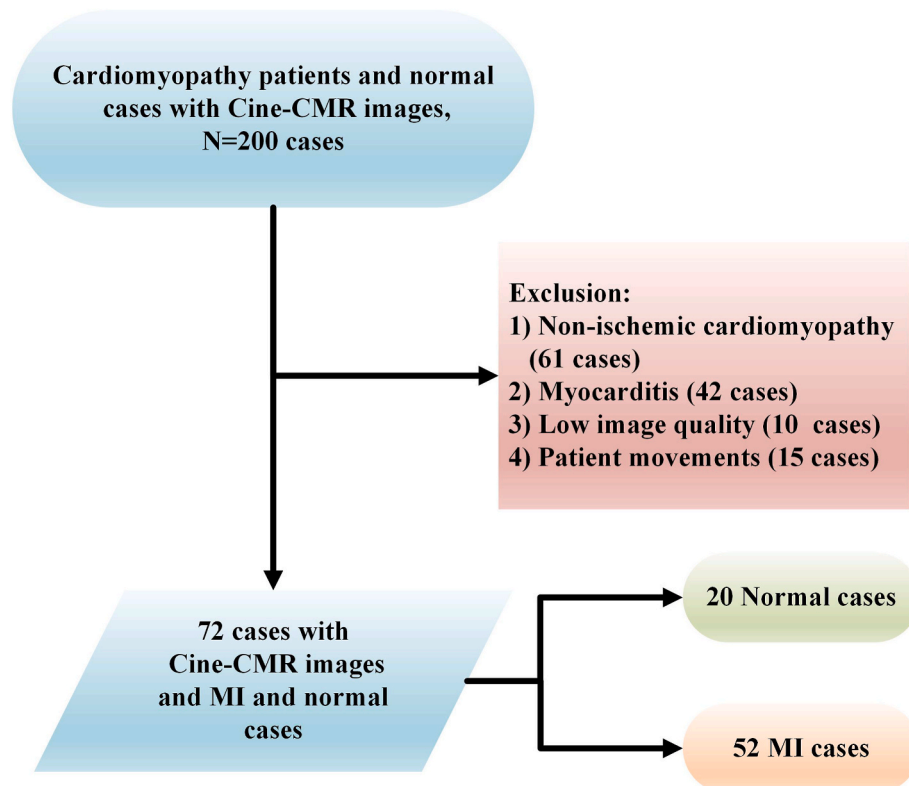 Cardiomyopathy patients and normal
cases with Cine-CMR images,
N=200 cases
Exclusion:
1) Non-ischemic cardiomyopathy
(61 cases)
2) Myocarditis (42 cases)
3) Low image quality (10 cases)
4) Patient movements (15 cases)
72 cases with
Cine-CMR images
and MI and normal
cases
20 Normal cases
52 MI cases